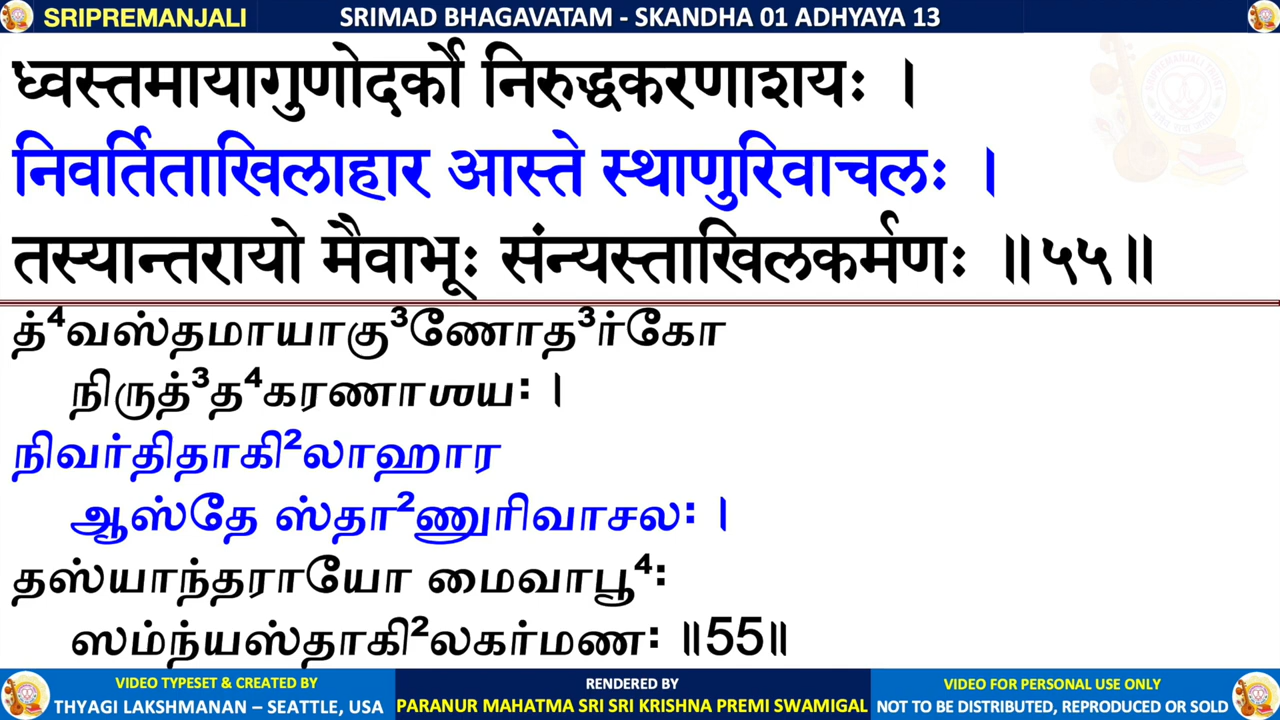 SRIPREMANJALI
SRIMAD BHAGAVATAM - SKANDHA 01 ADHYAYA 13
ध्वस्तमायागुणोदर्को निरुद्धकरणाशयः ।
निवर्तिताखिलाहार आस्ते स्थाणुरिवाचलः ।
तस्यान्तरायो मैवाभूः संन्यस्ताखिलकर्मणः ॥५५॥
த்⁴வஸ்தமாயாகு³ணோத³ர்கோ
நிருத்³த⁴கரணாஶய: ।
நிவர்திதாகி²லாஹார
ஆஸ்தே ஸ்தா²ணுரிவாசல: ।
தஸ்யாந்தராயோ மைவாபூ⁴:
ஸம்ந்யஸ்தாகி²லகர்மண: ॥55॥
VIDEO TYPESET & CREATED BY
THYAGI LAKSHMANAN – SEATTLE, USA
RENDERED BY
PARANUR MAHATMA SRI SRI KRISHNA PREMI SWAMIGAL
VIDEO FOR PERSONAL USE ONLY
NOT TO BE DISTRIBUTED, REPRODUCED OR SOLD